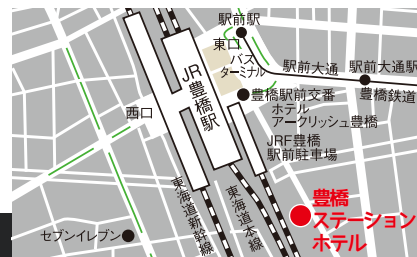 駅前駅
東口
バス
ターミナル
駅前大通
駅前大通駅
JR豊橋駅
豊橋駅前交番
豊橋鉄道
西口
ホテル
アークリッシュ豊橋
JRF豊橋
駅前駐車場
東海道新幹線
東海道本線
豊橋
ステーション
ホテル
セブンイレブン